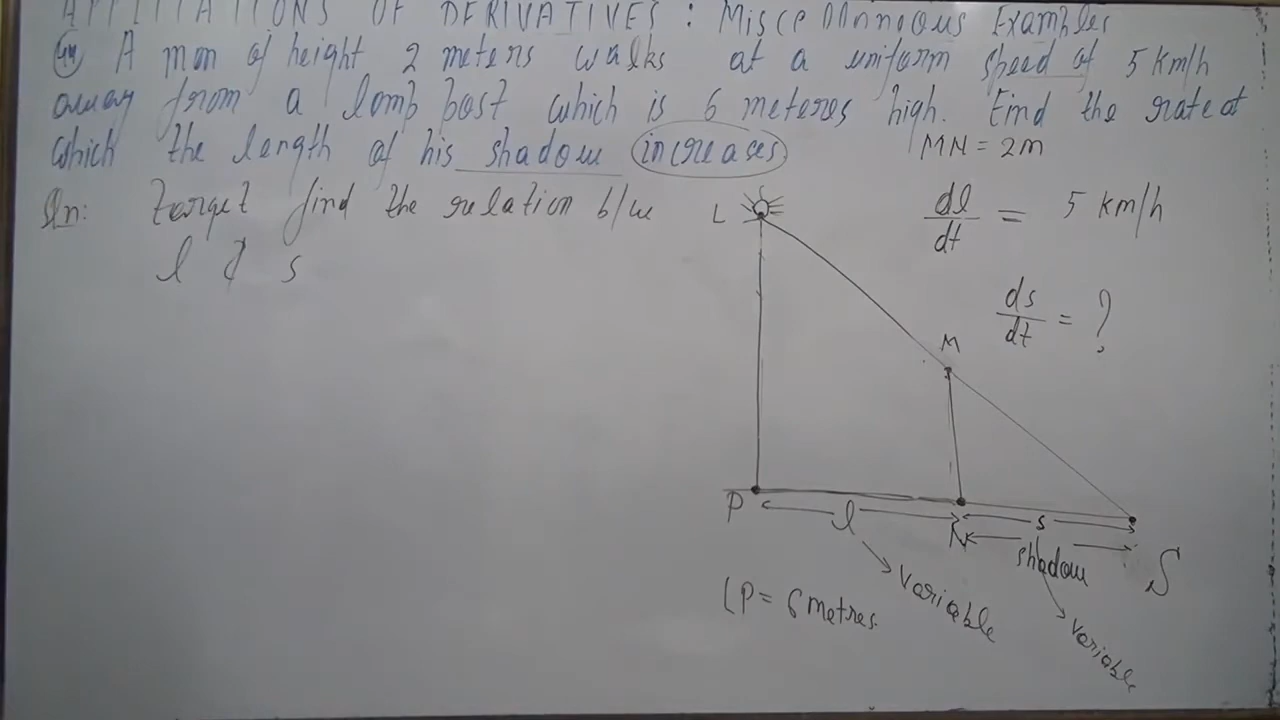 APPLICATIONS OF DERIVATIVES : Miscellaneous Examples
A man of height 2 meters walks at a uniform speed of 5 km/h
away from a lamp post which is 6 meteres high. Find the rate at
which the length of his shadow increases
MN = 2m
Sln: Target find the relation b/w
l & s
L
dl/dt = 5 km/h
ds/dt = ?
M
P l N s
shadow S
variable
LP = 6 metres.
variable